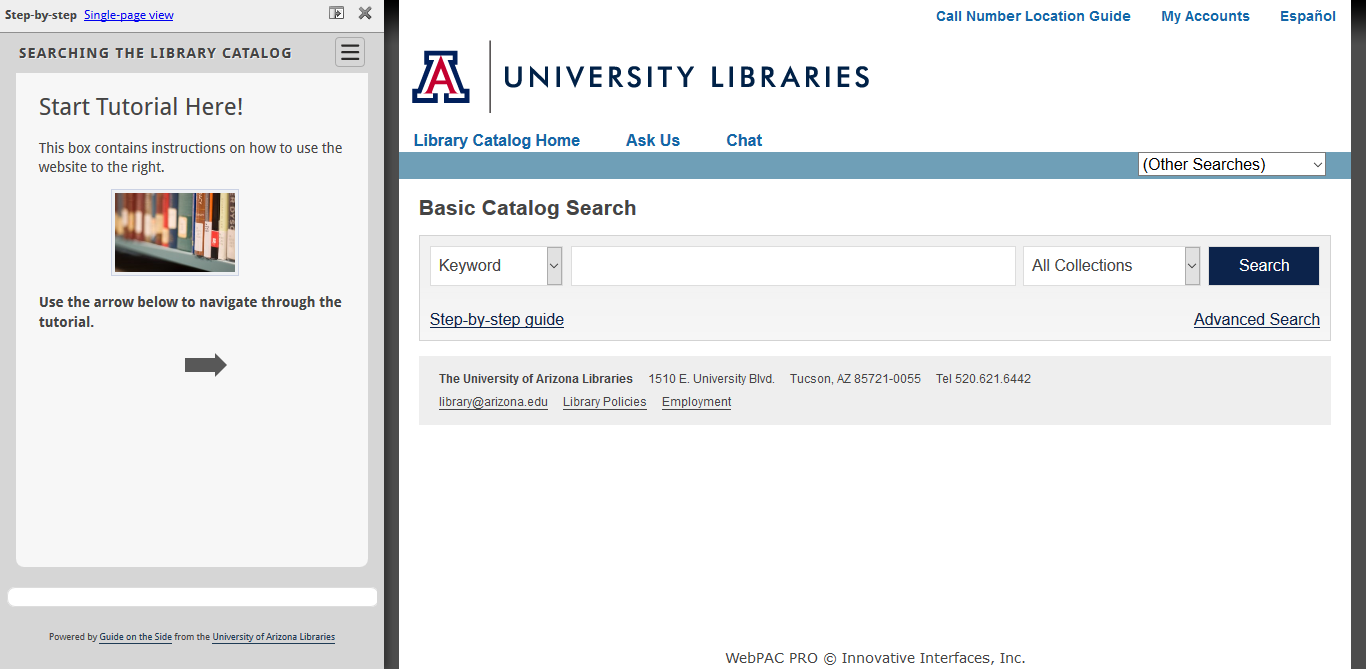 Step-by-step Single-page view
SEARCHING THE LIBRARY CATALOG
Start Tutorial Here!
This box contains instructions on how to use the
website to the right.
Use the arrow below to navigate through the
tutorial.
Powered by Guide on the Side from the University of Arizona Libraries
Call Number Location Guide My Accounts Español
A UNIVERSITY LIBRARIES
Library Catalog Home Ask Us Chat
(Other Searches)
Basic Catalog Search
Keyword All Collections Search
Step-by-step guide Advanced Search
The University of Arizona Libraries 1510 E. University Blvd. Tucson, AZ 85721-0055 Tel 520.621.6442
library@arizona.edu Library Policies Employment
WebPAC PRO © Innovative Interfaces, Inc.